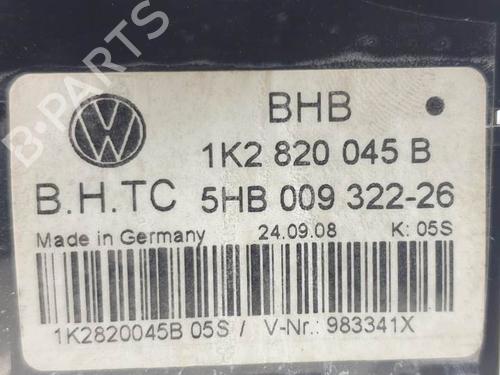 BHB
1K2 820 045 B
B.H.TC 5HB 009 322-26
Made in Germany 24.09.08 K: 05S
1K2820045B 05S / V-Nr.: 983341X
B-PARTS